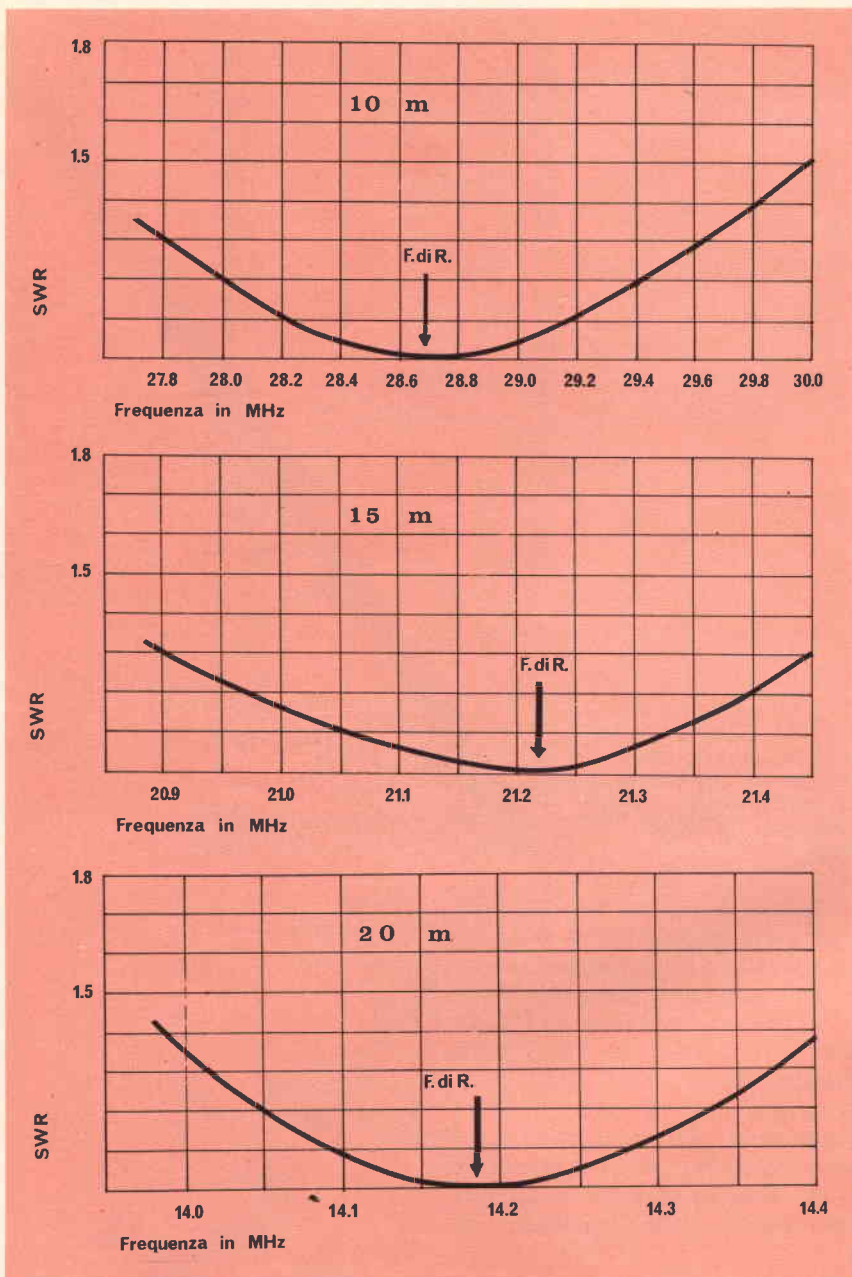 1.8
10 m
1.5
F. di R.
SWR
27.8 28.0 28.2 28.4 28.6 28.8 29.0 29.2 29.4 29.6 29.8 30.0
Frequenza in MHz
1.8
15 m
1.5
F. di R.
SWR
20.9 21.0 21.1 21.2 21.3 21.4
Frequenza in MHz
1.8
20 m
1.5
F. di R.
SWR
14.0 14.1 14.2 14.3 14.4
Frequenza in MHz